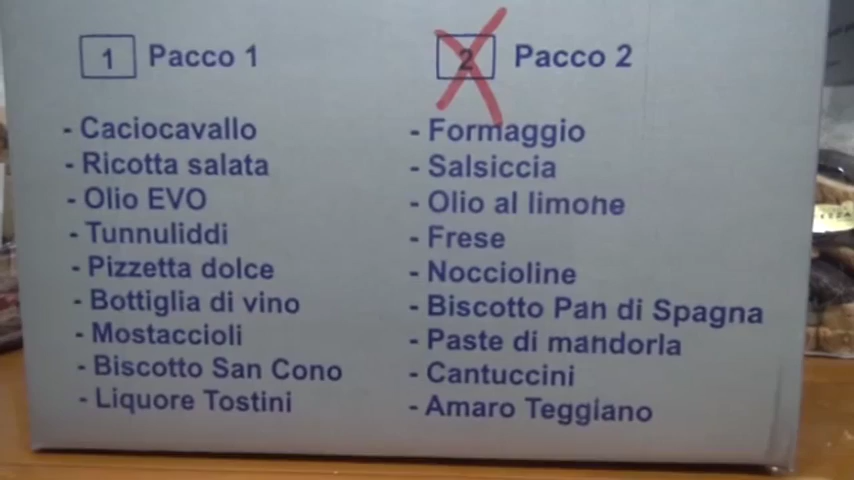 1 Pacco 1
- Caciocavallo
- Ricotta salata
- Olio EVO
- Tunnuliddi
- Pizzetta dolce
- Bottiglia di vino
- Mostaccioli
- Biscotto San Cono
- Liquore Tostini
2 Pacco 2
- Formaggio
- Salsiccia
- Olio al limone
- Frese
- Noccioline
- Biscotto Pan di Spagna
- Paste di mandorla
- Cantuccini
- Amaro Teggiano